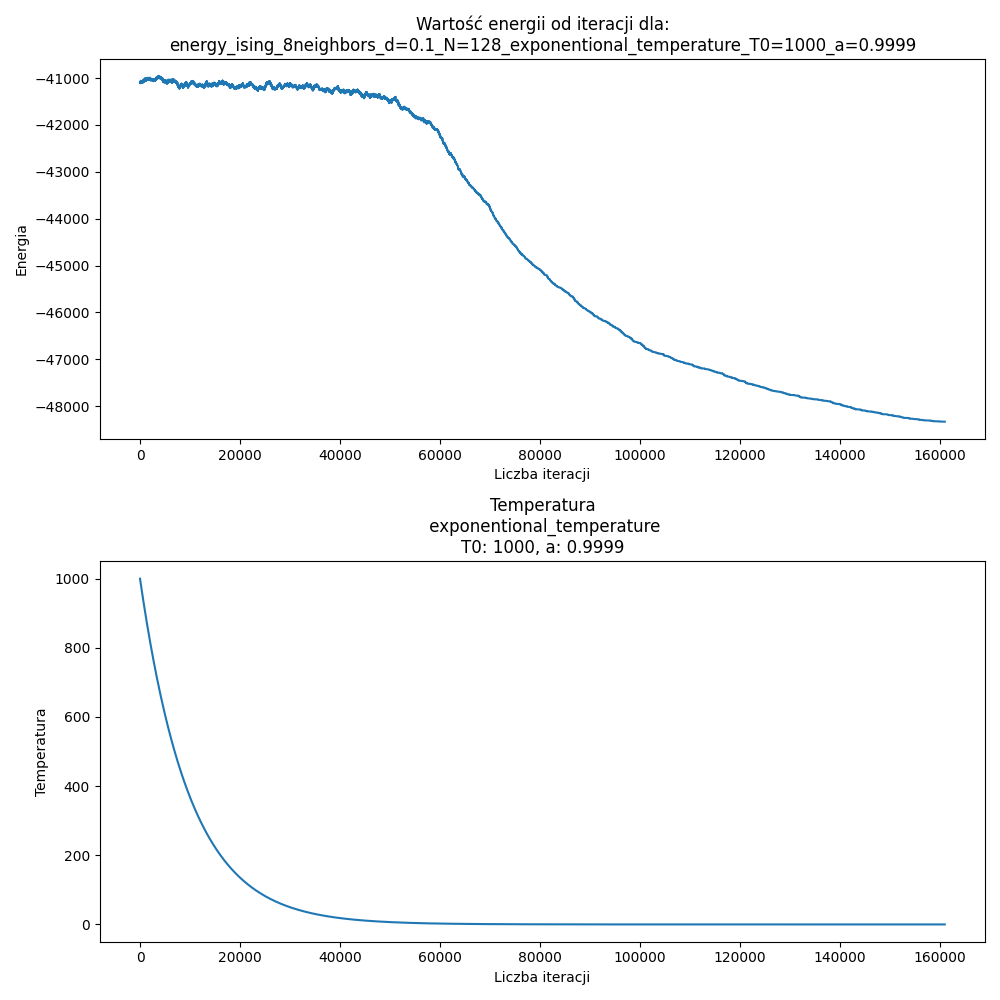 Wartość energii od iteracji dla:
energy_ising_8neighbors_d=0.1_N=128_exponentional_temperature_T0=1000_a=0.9999
−41000
−42000
−43000
−44000
−45000
−46000
−47000
−48000
Energia
0 20000 40000 60000 80000 100000 120000 140000 160000
Liczba iteracji
Temperatura
exponentional_temperature
T0: 1000, a: 0.9999
1000
800
600
400
200
0
Temperatura
0 20000 40000 60000 80000 100000 120000 140000 160000
Liczba iteracji